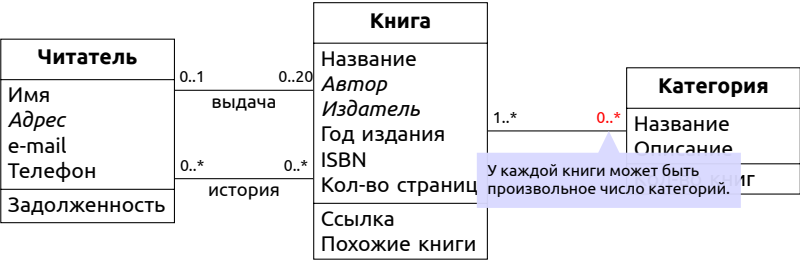 Читатель
Имя
Адрес
e-mail
Телефон
Задолженность
0..1
0..20
выдача
0..*
0..*
история
Книга
Название
Автор
Издатель
Год издания
ISBN
Кол-во страниц
Ссылка
Похожие книги
1..*
0..*
Категория
Название
Описание
книг
У каждой книги может быть
произвольное число категорий.